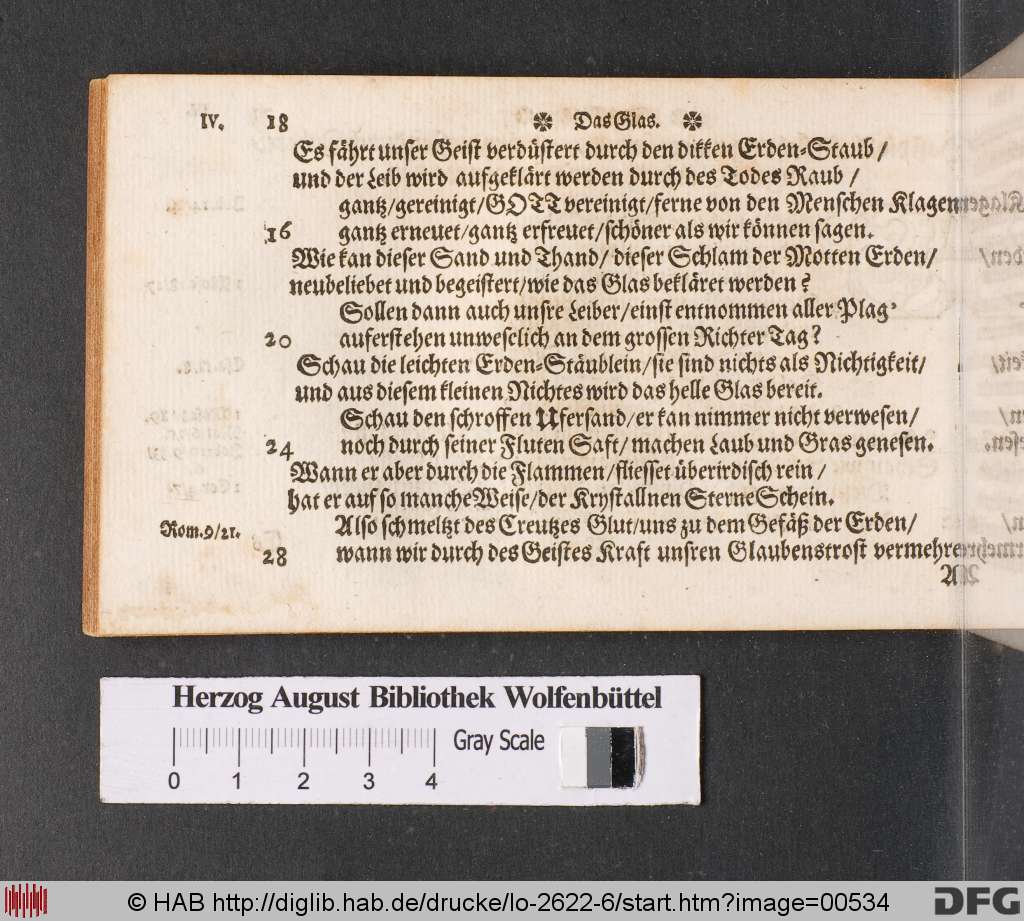 IV. 18 ✼ Das Glas. ✼
Es fährt unser Geist verdüstert durch den dikken Erden-Staub /
und der Leib wird aufgeklärt werden durch des Todes Raub /
gantz/gereinigt/GOTT vereinigt/ferne von den Menschen Klagen
16 gantz erneuet/gantz erfreuet/schöner als wir können sagen.
Wie kan dieser Sand und Thand/ dieser Schlam der Motten Erden/
neubeliebet und begeistert/wie das Glas bekläret werden?
Sollen dann auch unsre Leiber/einst entnommen aller Plag'
20 auferstehen unwesclich an dem grossen Richter Tag?
Schau die leichten Erden-Stäublein/sie sind nichts als Nichtigkeit/
und aus diesem kleinen Nichtes wird das helle Glas bereit.
Schau den schroffen Ufersand/er kan nimmer nicht verwesen/
24 noch durch seiner Fluten Saft/ machen Laub und Gras genesen.
Wann er aber durch die Flammen/fliesset überirdisch rein /
hat er auf so manche Weise/der Krystallnen Sterne Schein.
Rom.9/21. Also schmeltzt des Creutzes Glut/uns zu dem Gefäß der Erden/
28 wann wir durch des Geistes Kraft unsren Glaubenstrost vermehre
A
Herzog August Bibliothek Wolfenbüttel
Gray Scale
0 1 2 3 4
© HAB http://diglib.hab.de/drucke/lo-2622-6/start.htm?image=00534
DFG